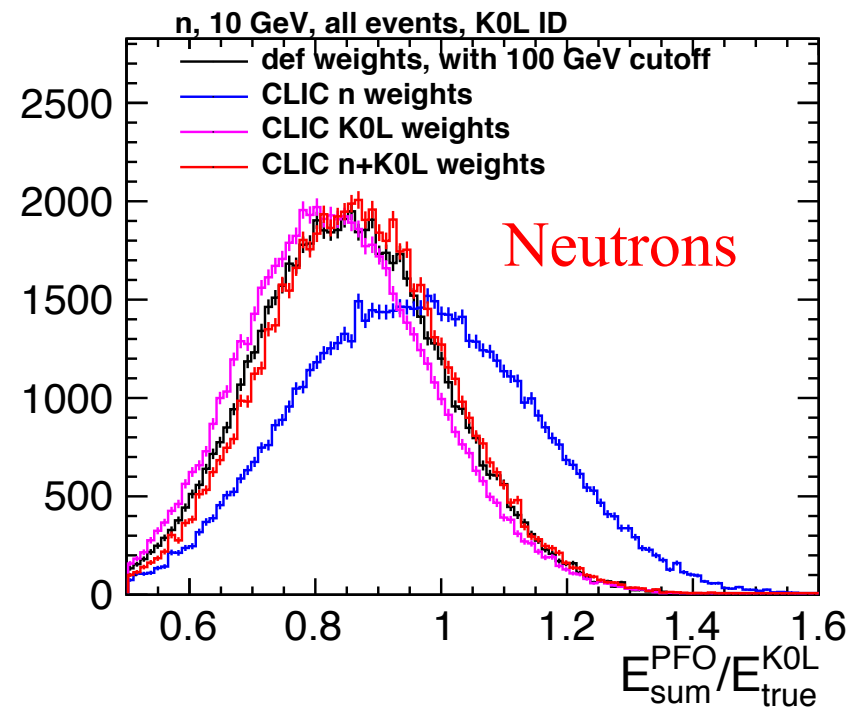 n, 10 GeV, all events, K0L ID
def weights, with 100 GeV cutoff
CLIC n weights
CLIC K0L weights
CLIC n+K0L weights
Neutrons
2500
2000
1500
1000
500
0
0.6 0.8 1 1.2 1.4 1.6
E^PFO_sum/E^K0L_true